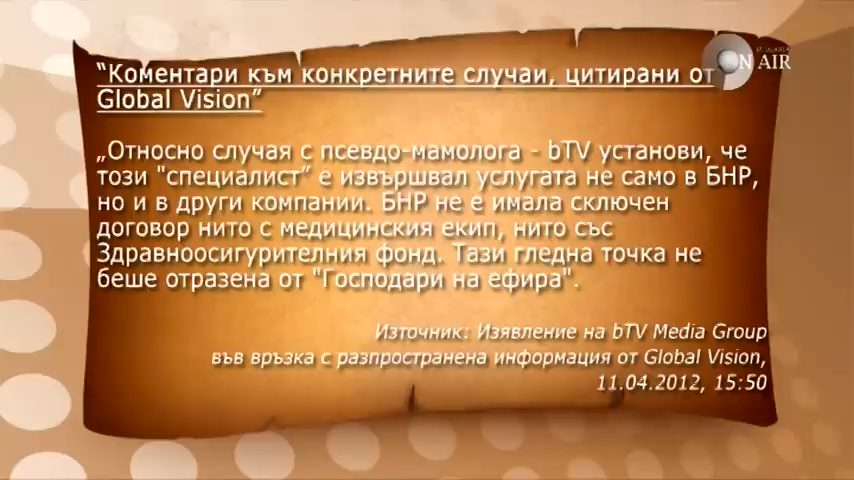 “Коментари към конкретните случаи, цитирани от
Global Vision”
„Относно случая с псевдо-мамолога - bTV установи, че
този "специалист” е извършвал услугата не само в БНР,
но и в други компании. БНР не е имала сключен
договор нито с медицинския екип, нито със
Здравноосигурителния фонд. Тази гледна точка не
беше отразена от "Господари на ефира".
Източник: Изявление на bTV Media Group
във връзка с разпространена информация от Global Vision,
11.04.2012, 15:50
BULGARIA
ON AIR